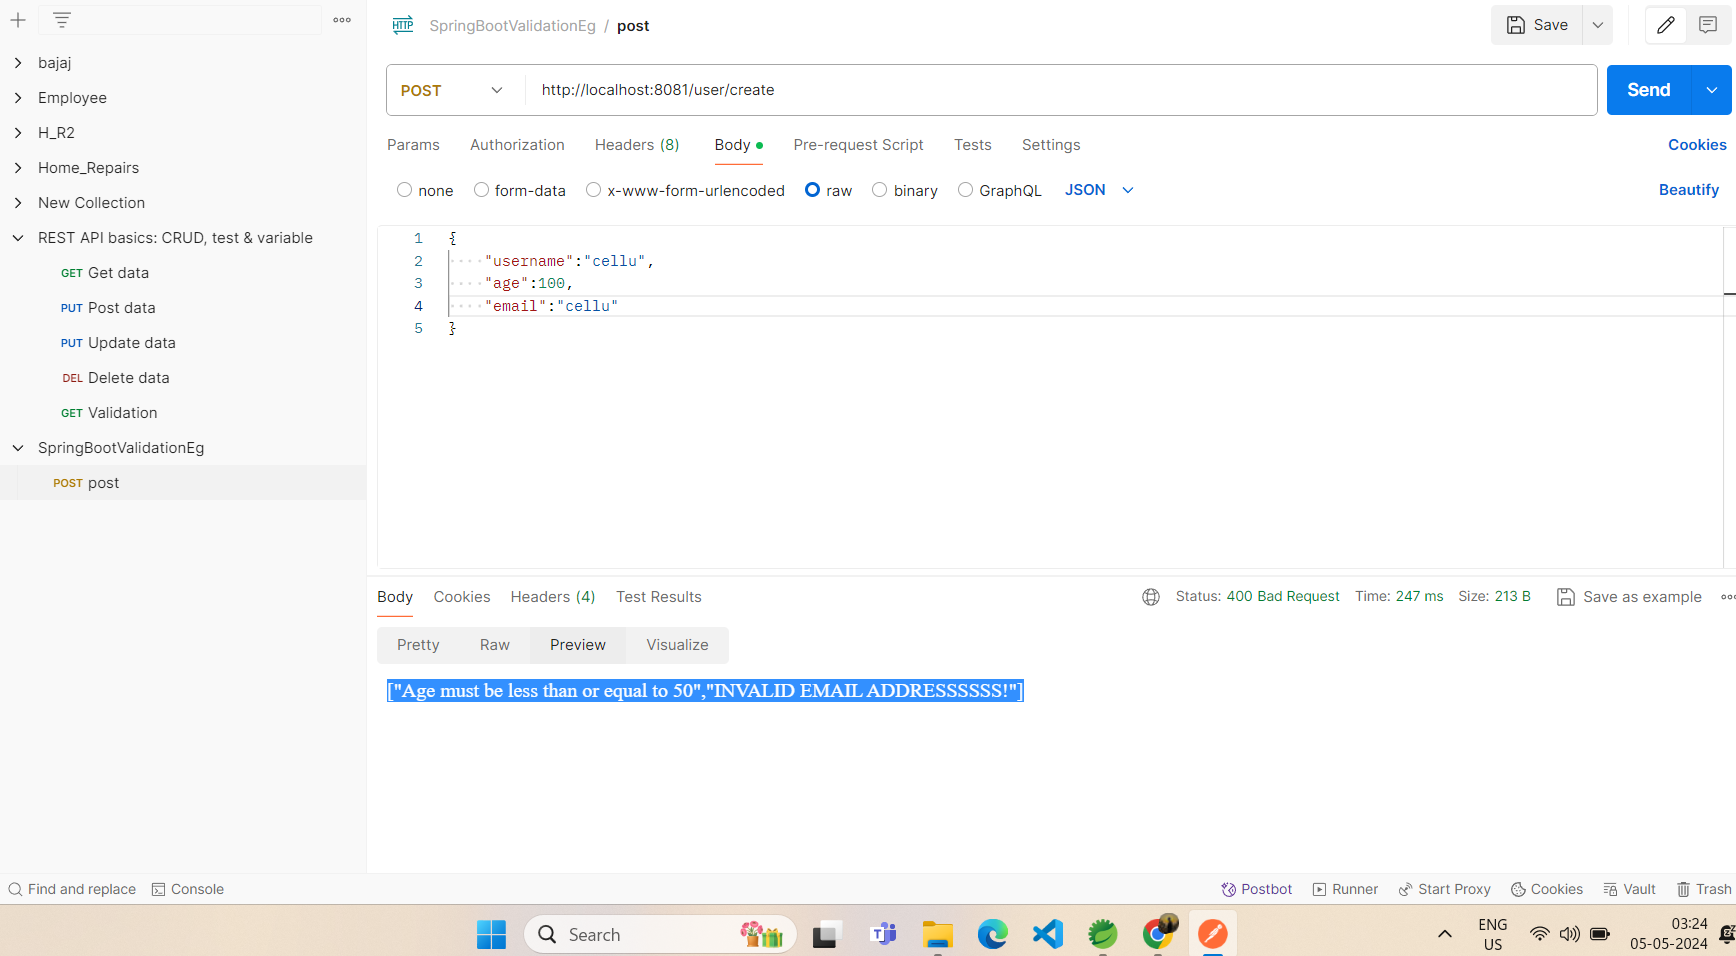 SpringBootValidationEg / post
Save
bajaj
Employee
H_R2
Home_Repairs
New Collection
REST API basics: CRUD, test & variable
GET Get data
PUT Post data
PUT Update data
DEL Delete data
GET Validation
SpringBootValidationEg
POST post
POST http://localhost:8081/user/create
Send
Params Authorization Headers (8) Body Pre-request Script Tests Settings Cookies
none form-data x-www-form-urlencoded raw binary GraphQL JSON Beautify
1 {
2 ····"username":"cellu",
3 ····"age":100,
4 ····"email":"cellu"
5 }
Body Cookies Headers (4) Test Results
Status: 400 Bad Request Time: 247 ms Size: 213 B Save as example
Pretty Raw Preview Visualize
["Age must be less than or equal to 50","INVALID EMAIL ADDRESSSSSS!"]
Find and replace Console
Postbot Runner Start Proxy Cookies Vault Trash
Search
ENG
US
03:24
05-05-2024